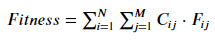 Fitness = ∑_{i=1}^{N} ∑_{j=1}^{M} C_{ij} · F_{ij}